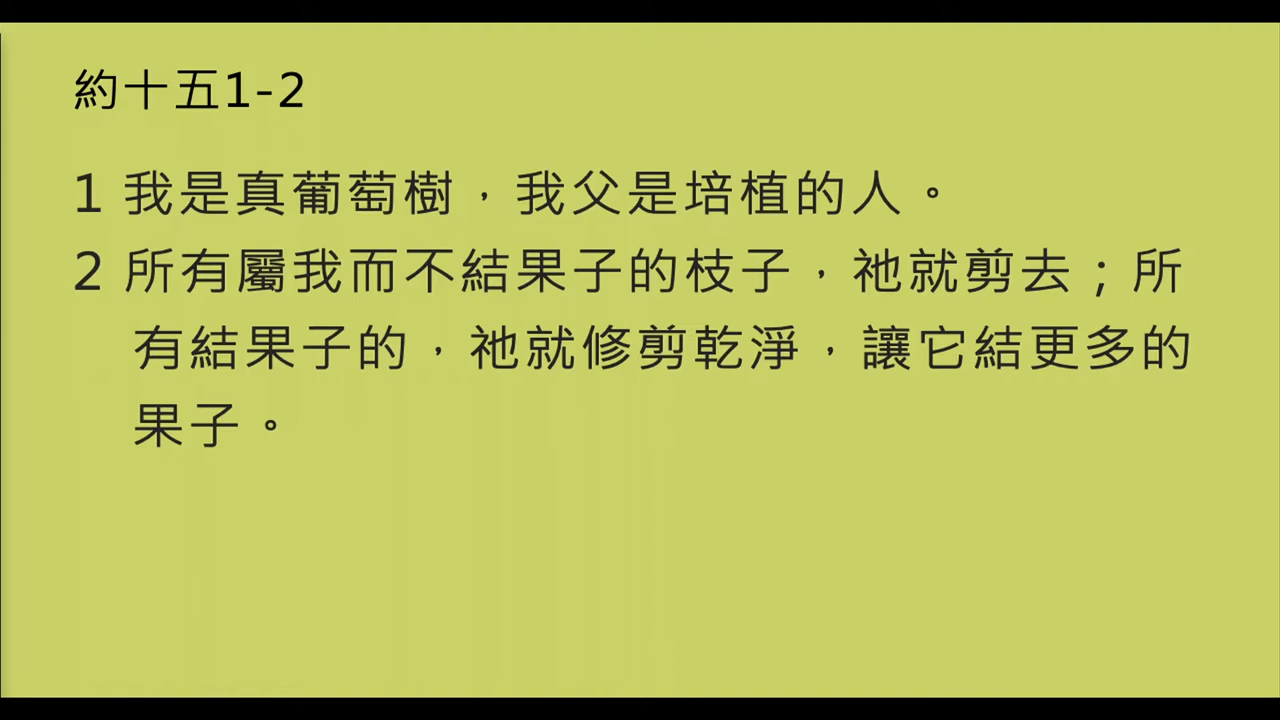 約十五1-2
1 我是真葡萄樹，我父是培植的人。
2 所有屬我而不結果子的枝子，祂就剪去；所
有結果子的，祂就修剪乾淨，讓它結更多的
果子。